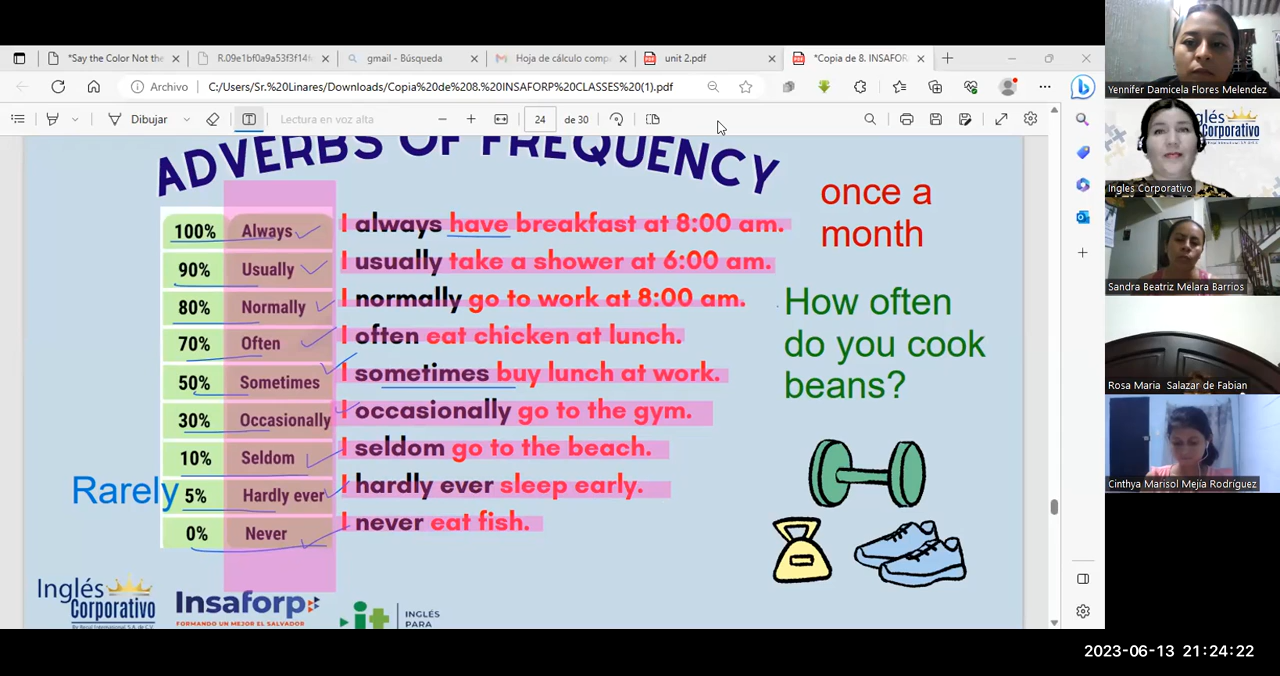 *Say the Color Not the
R.09e1bf0a9a53f3f14f
gmail - Búsqueda
Hoja de cálculo comp
unit 2.pdf
*Copia de 8. INSAFOR
Archivo
C:/Users/Sr.%20Linares/Downloads/Copia%20de%208.%20INSAFORP%20CLASSES%20(1).pdf
Dibujar
Lectura en voz alta
24
de 30
ADVERBS OF FREQUENCY
100% Always I always have breakfast at 8:00 am.
90% Usually I usually take a shower at 6:00 am.
80% Normally I normally go to work at 8:00 am.
70% Often I often eat chicken at lunch.
50% Sometimes I sometimes buy lunch at work.
30% Occasionally I occasionally go to the gym.
10% Seldom I seldom go to the beach.
Rarely 5% Hardly ever I hardly ever sleep early.
0% Never I never eat fish.
once a
month
How often
do you cook
beans?
Inglés
Corporativo
Insaforp
FORMANDO UN MEJOR EL SALVADOR
it
INGLÉS
PARA
Yennifer Damicela Flores Melendez
Inglés
Corporativo
Ingles Corporativo
Sandra Beatriz Melara Barrios
Rosa Maria Salazar de Fabian
Cinthya Marisol Mejía Rodríguez
2023-06-13 21:24:22